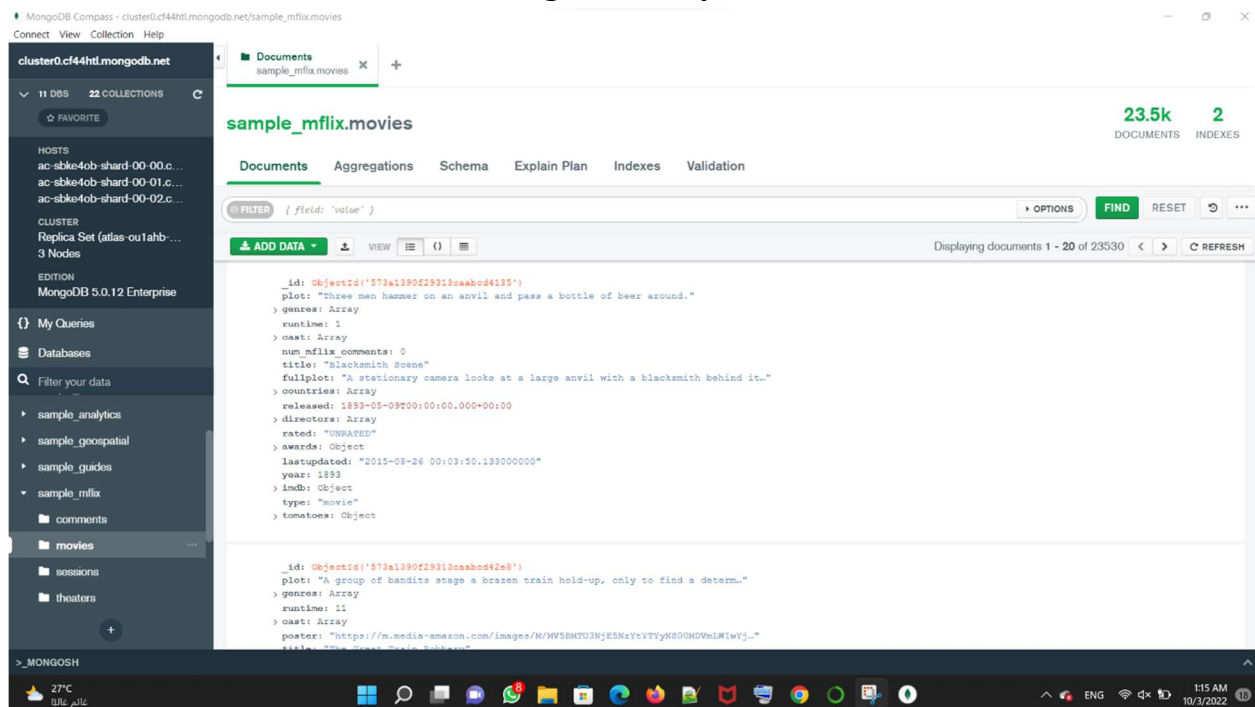 MongoDB Compass - cluster0.cf44htl.mongodb.net/sample_mflix.movies
Connect View Collection Help
cluster0.cf44htl.mongodb.net
Documents
sample_mflix.movies
11 DBS 22 COLLECTIONS
FAVORITE
sample_mflix.movies
23.5k
DOCUMENTS
2
INDEXES
HOSTS
ac-sbke4ob-shard-00-00.c...
ac-sbke4ob-shard-00-01.c...
ac-sbke4ob-shard-00-02.c...
Documents Aggregations Schema Explain Plan Indexes Validation
FILTER { field: 'value' }
OPTIONS FIND RESET
CLUSTER
Replica Set (atlas-ou1ahb-...
3 Nodes
ADD DATA VIEW {}
Displaying documents 1 - 20 of 23530 < > REFRESH
EDITION
MongoDB 5.0.12 Enterprise
{} My Queries
Databases
Filter your data
sample_analytics
sample_geospatial
sample_guides
sample_mflix
comments
movies
sessions
theaters
_id: ObjectId('573a1390f29313caabcd4135')
plot: "Three men hammer on an anvil and pass a bottle of beer around."
genres: Array
runtime: 1
cast: Array
num_mflix_comments: 0
title: "Blacksmith Scene"
fullplot: "A stationary camera looks at a large anvil with a blacksmith behind it…"
countries: Array
released: 1893-05-09T00:00:00.000+00:00
directors: Array
rated: "UNRATED"
awards: Object
lastupdated: "2015-08-26 00:03:50.133000000"
year: 1893
imdb: Object
type: "movie"
tomatoes: Object
_id: ObjectId('573a1390f29313caabcd42e8')
plot: "A group of bandits stage a brazen train hold-up, only to find a determ…"
genres: Array
runtime: 11
cast: Array
title: "The Great Train Robbery"
>_MONGOSH
27°C
غائم غالبًا
8
ENG
1:15 AM
10/3/2022
18